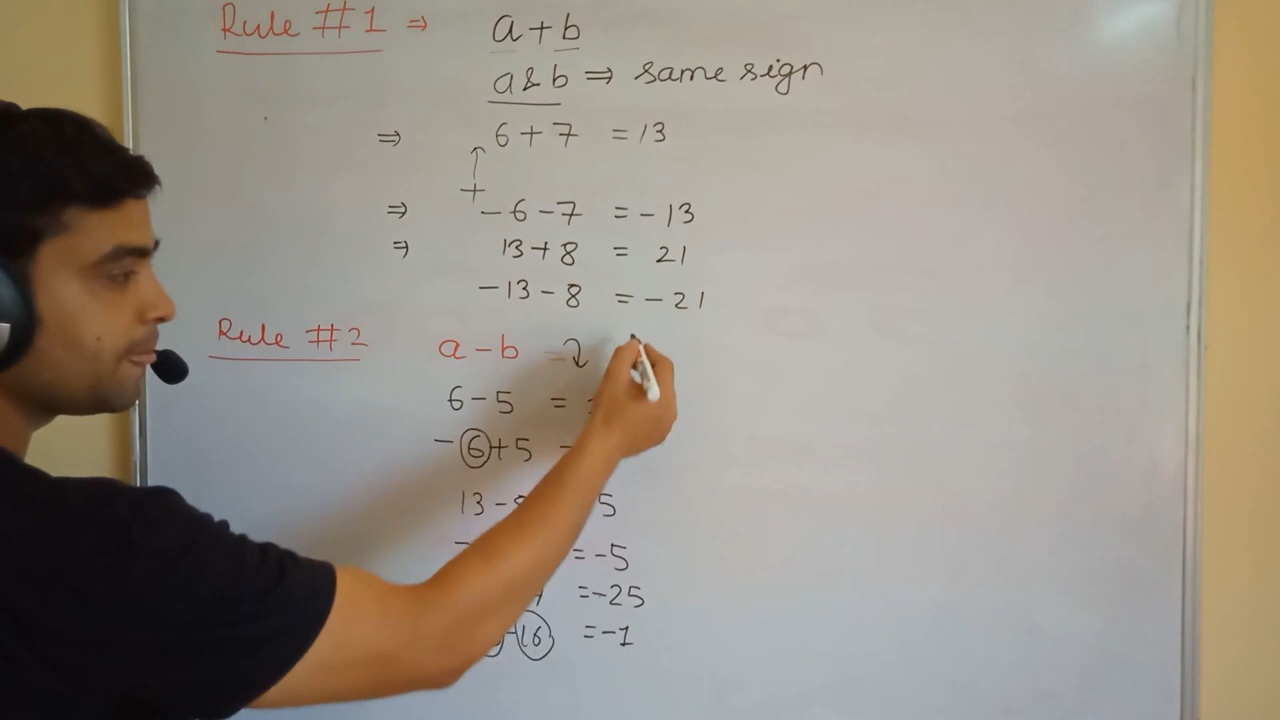 Rule #1 ⇒ a+b
a&b ⇒ same sign
⇒ 6+7 =13
+
⇒ -6-7 =-13
⇒ 13+8 = 21
-13-8 =-21
Rule #2 a-b
6-5 =
-6+5
13- 5
=-5
=-25
-16 =-1